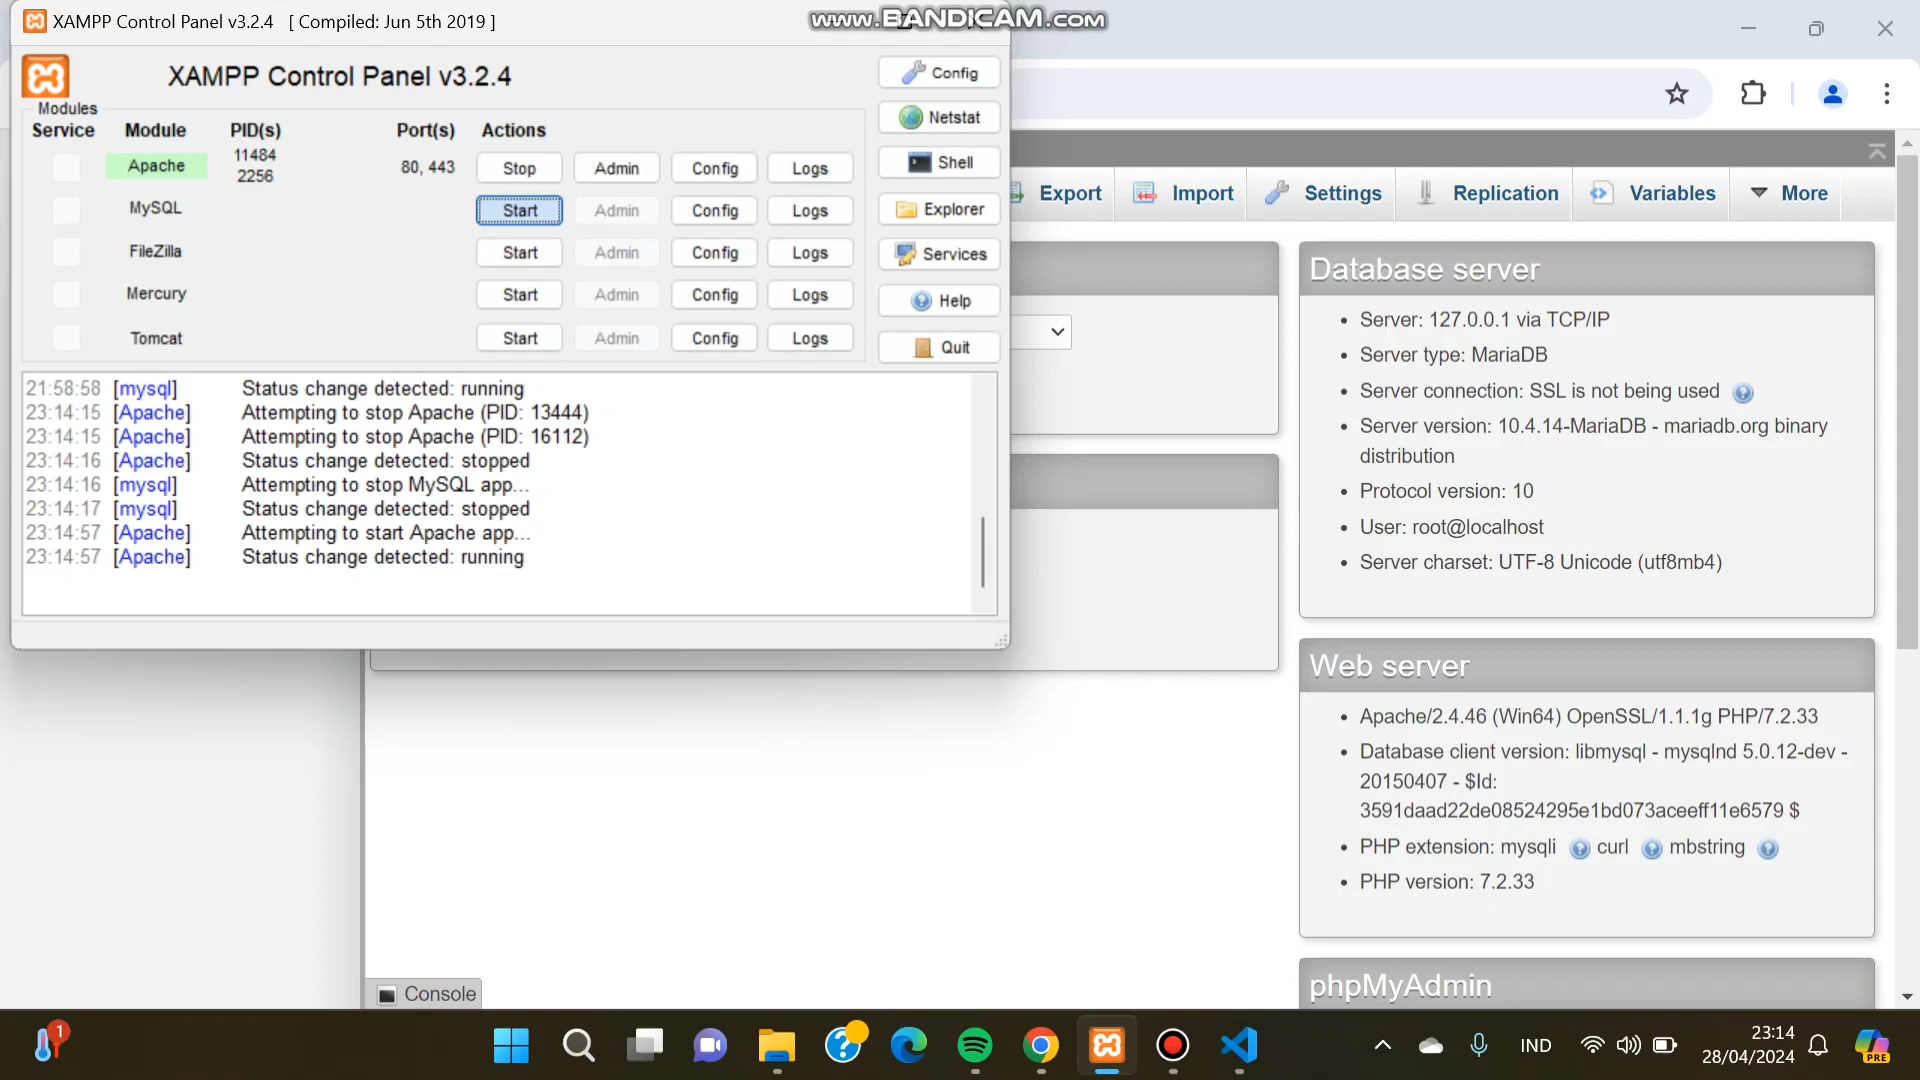 XAMPP Control Panel v3.2.4 [ Compiled: Jun 5th 2019 ]
www.BANDICAM.com
XAMPP Control Panel v3.2.4
Config
Modules
Service Module PID(s) Port(s) Actions
Netstat
Apache 11484 2256 80, 443 Stop Admin Config Logs
Shell
MySQL Start Admin Config Logs
Explorer
FileZilla Start Admin Config Logs
Services
Mercury Start Admin Config Logs
Help
Tomcat Start Admin Config Logs
Quit
21:58:58 [mysql] Status change detected: running
23:14:15 [Apache] Attempting to stop Apache (PID: 13444)
23:14:15 [Apache] Attempting to stop Apache (PID: 16112)
23:14:16 [Apache] Status change detected: stopped
23:14:16 [mysql] Attempting to stop MySQL app...
23:14:17 [mysql] Status change detected: stopped
23:14:57 [Apache] Attempting to start Apache app...
23:14:57 [Apache] Status change detected: running
Export Import Settings Replication Variables More
Database server
Server: 127.0.0.1 via TCP/IP
Server type: MariaDB
Server connection: SSL is not being used
Server version: 10.4.14-MariaDB - mariadb.org binary
distribution
Protocol version: 10
User: root@localhost
Server charset: UTF-8 Unicode (utf8mb4)
Web server
Apache/2.4.46 (Win64) OpenSSL/1.1.1g PHP/7.2.33
Database client version: libmysql - mysqlnd 5.0.12-dev -
20150407 - $Id:
3591daad22de08524295e1bd073aceeff11e6579 $
PHP extension: mysqli curl mbstring
PHP version: 7.2.33
phpMyAdmin
Console
1
IND
23:14
28/04/2024
PRE